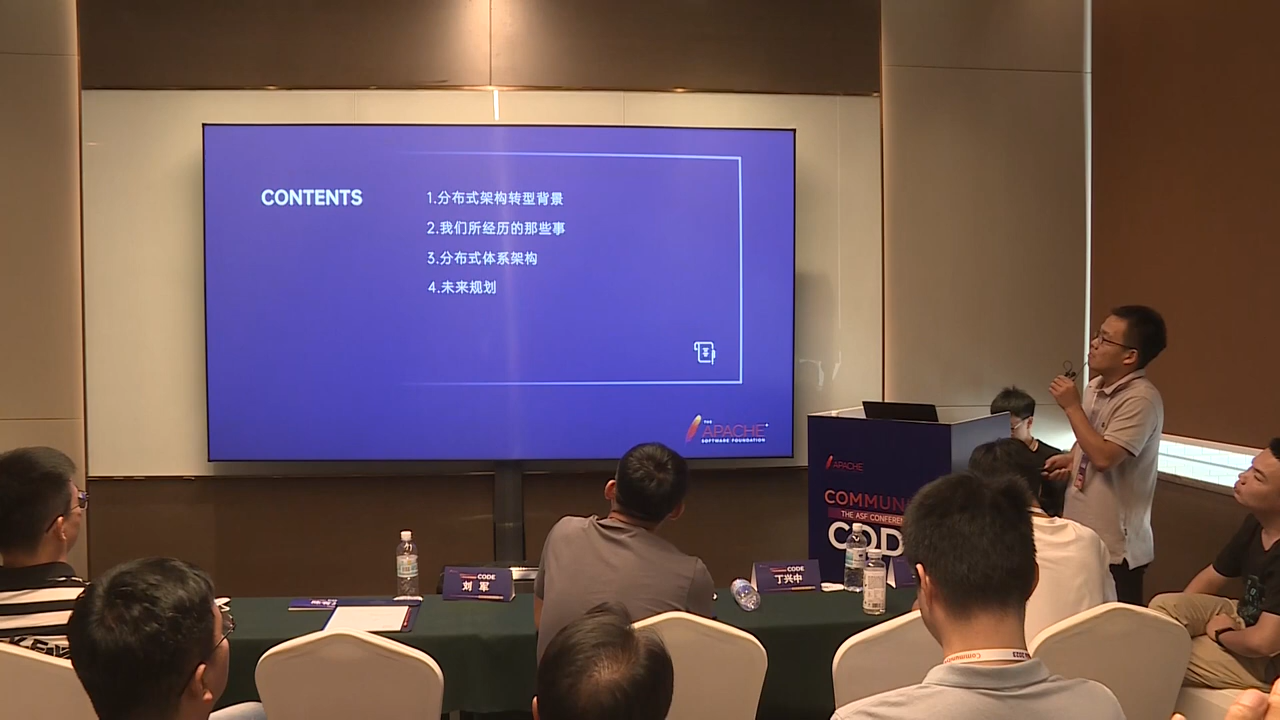 CONTENTS
1.分布式架构转型背景
2.我们所经历的那些事
3.分布式体系架构
4.未来规划
THE
APACHE
SOFTWARE FOUNDATION
APACHE
COMMUN
THE ASF CONFEREN
COD
CODE
刘 军
CODE
丁兴中